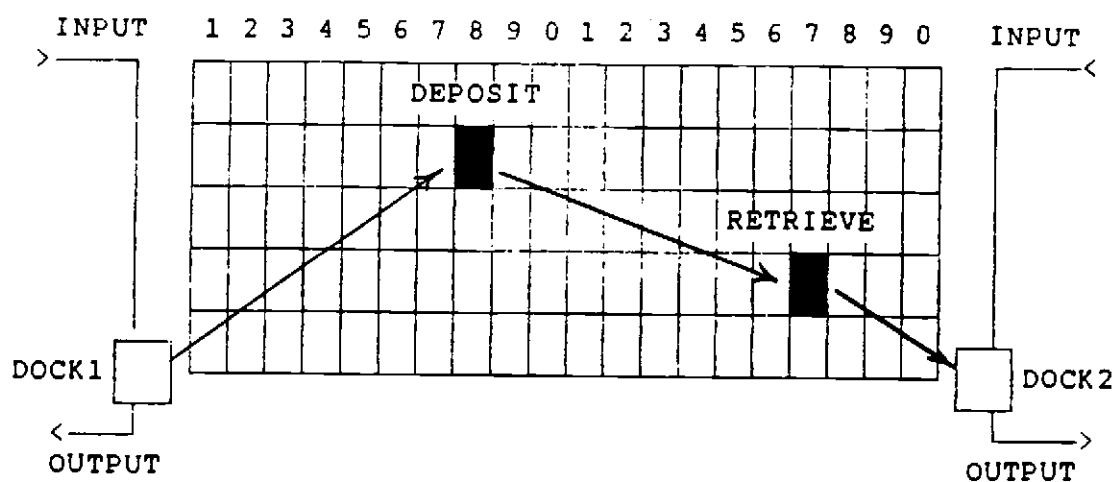 INPUT 1 2 3 4 5 6 7 8 9 0 1 2 3 4 5 6 7 8 9 0 INPUT
DEPOSIT
RETRIEVE
DOCK1 DOCK2
OUTPUT OUTPUT